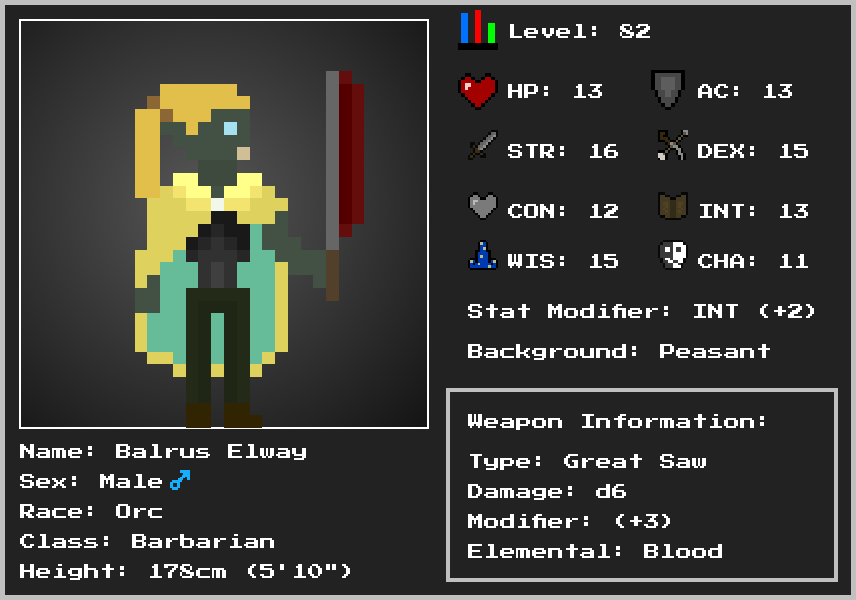 Level: 82
HP: 13 AC: 13
STR: 16 DEX: 15
CON: 12 INT: 13
WIS: 15 CHA: 11
Stat Modifier: INT (+2)
Background: Peasant
Weapon Information:
Type: Great Saw
Damage: d6
Modifier: (+3)
Elemental: Blood
Name: Balrus Elway
Sex: Male ♂
Race: Orc
Class: Barbarian
Height: 178cm (5'10")